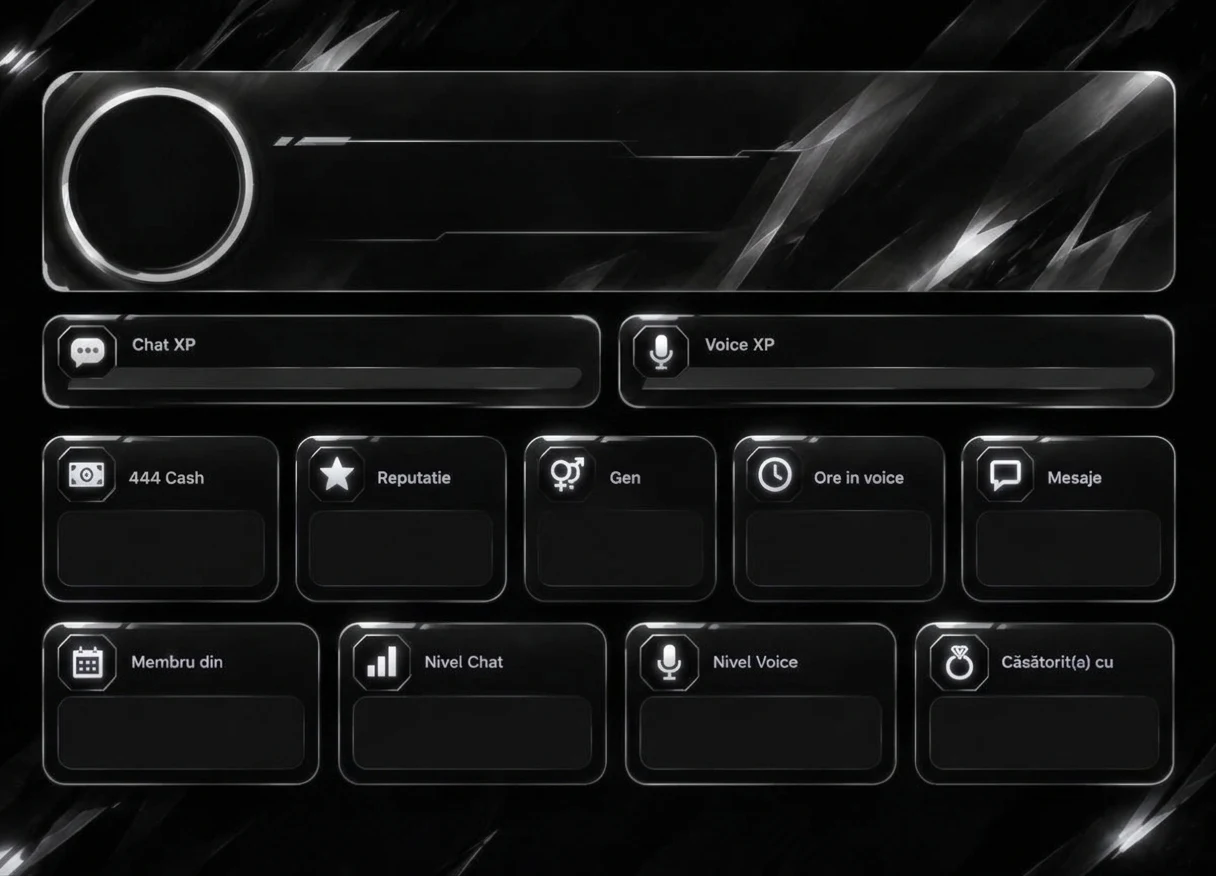 Chat XP
Voice XP
444 Cash
Reputatie
Gen
Ore in voice
Mesaje
Membru din
Nivel Chat
Nivel Voice
Căsătorit(a) cu